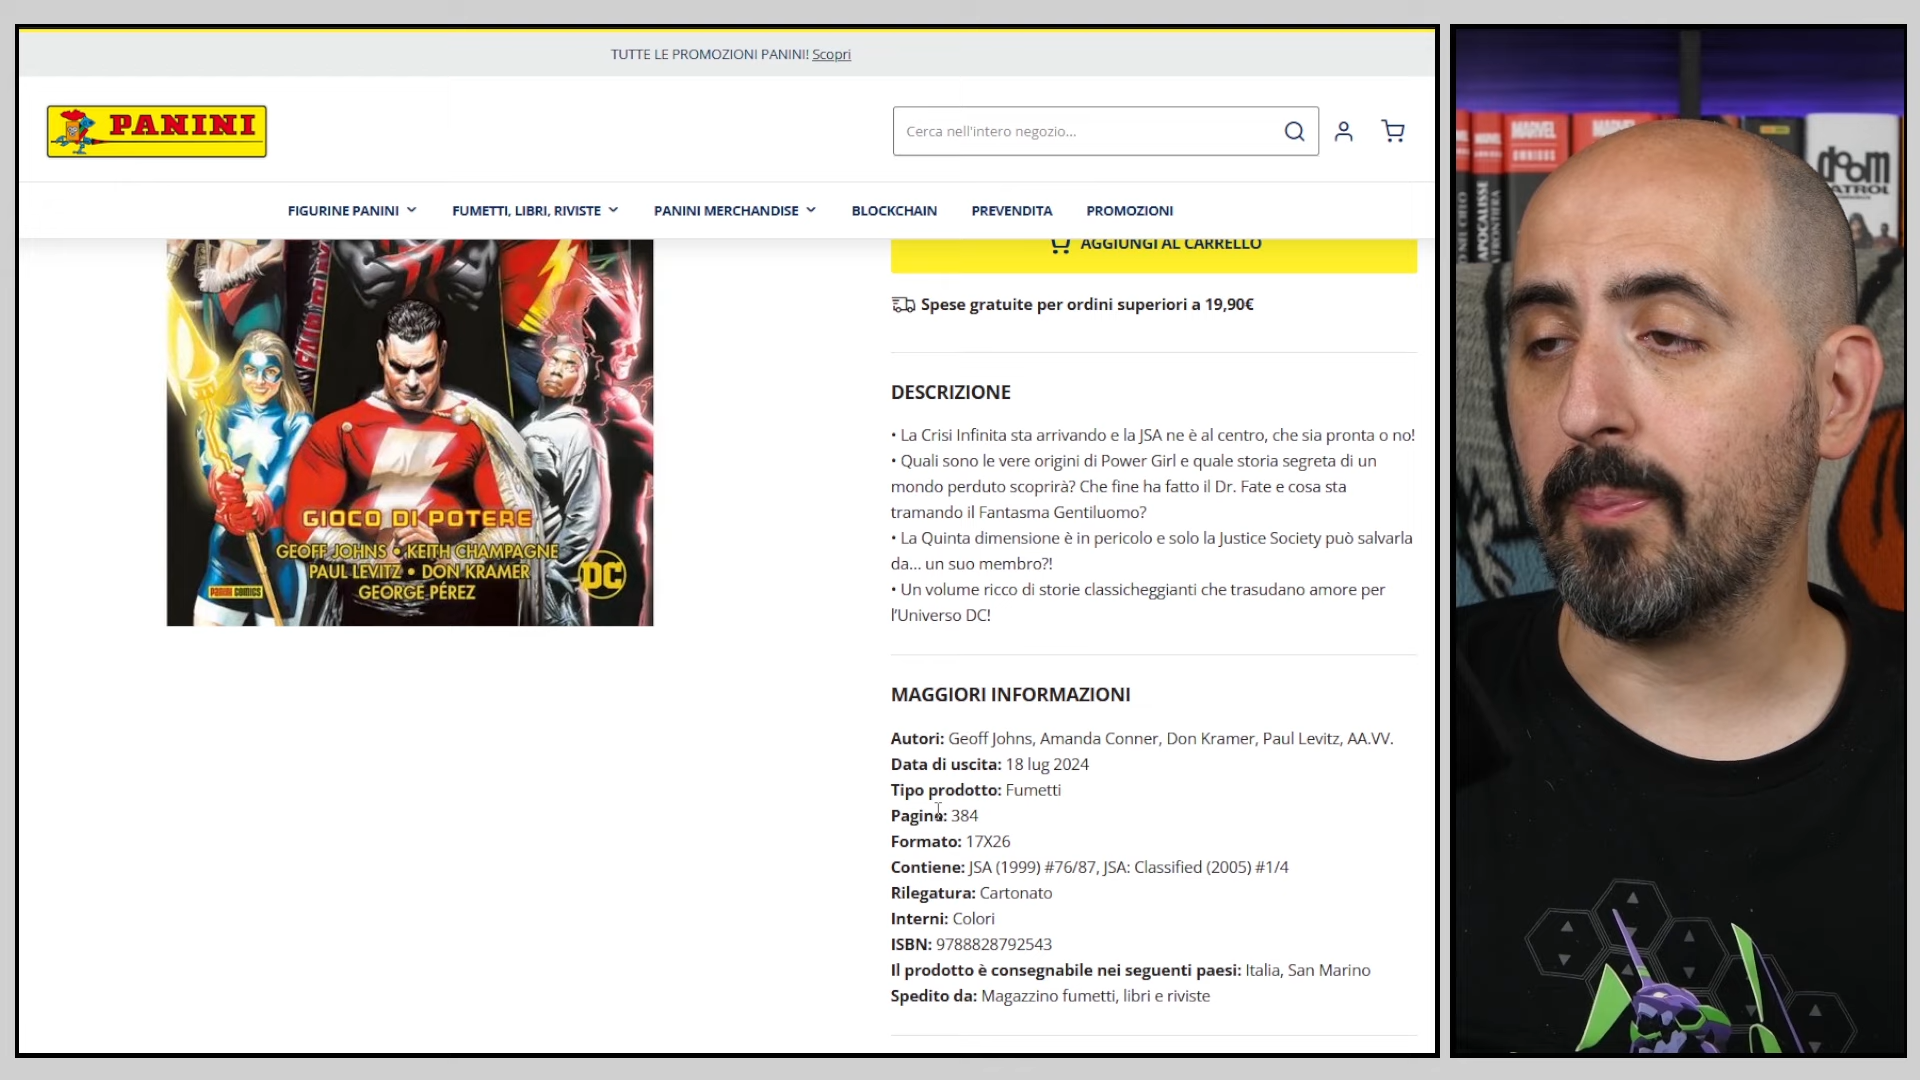 TUTTE LE PROMOZIONI PANINI! Scopri
PANINI
Cerca nell'intero negozio...
FIGURINE PANINI
FUMETTI, LIBRI, RIVISTE
PANINI MERCHANDISE
BLOCKCHAIN
PREVENDITA
PROMOZIONI
AGGIUNGI AL CARRELLO
Spese gratuite per ordini superiori a 19,90€
GIOCO DI POTERE
GEOFF JOHNS • KEITH CHAMPAGNE
PAUL LEVITZ • DON KRAMER
GEORGE PÉREZ
PANINI COMICS
DC
DESCRIZIONE
• La Crisi Infinita sta arrivando e la JSA ne è al centro, che sia pronta o no!
• Quali sono le vere origini di Power Girl e quale storia segreta di un
mondo perduto scoprirà? Che fine ha fatto il Dr. Fate e cosa sta
tramando il Fantasma Gentiluomo?
• La Quinta dimensione è in pericolo e solo la Justice Society può salvarla
da... un suo membro?!
• Un volume ricco di storie classicheggianti che trasudano amore per
l'Universo DC!
MAGGIORI INFORMAZIONI
Autori: Geoff Johns, Amanda Conner, Don Kramer, Paul Levitz, AA.VV.
Data di uscita: 18 lug 2024
Tipo prodotto: Fumetti
Pagine: 384
Formato: 17X26
Contiene: JSA (1999) #76/87, JSA: Classified (2005) #1/4
Rilegatura: Cartonato
Interni: Colori
ISBN: 9788828792543
Il prodotto è consegnabile nei seguenti paesi: Italia, San Marino
Spedito da: Magazzino fumetti, libri e riviste
MARVEL
OMNIBUS
MARVEL
APOCALISSE
doom
PATROL